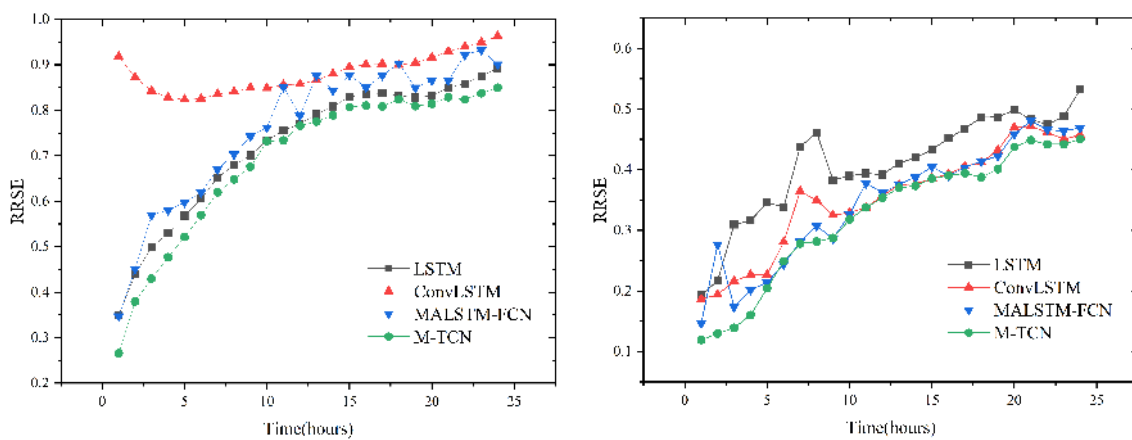 1.0
0.9
0.8
0.7
0.6
0.5
0.4
0.3
0.2
RRSE
0 5 10 15 20 25
Time(hours)
LSTM
ConvLSTM
MALSTM-FCN
M-TCN
0.6
0.5
0.4
0.3
0.2
0.1
RRSE
0 5 10 15 20 25
Time(hours)
LSTM
ConvLSTM
MALSTM-FCN
M-TCN